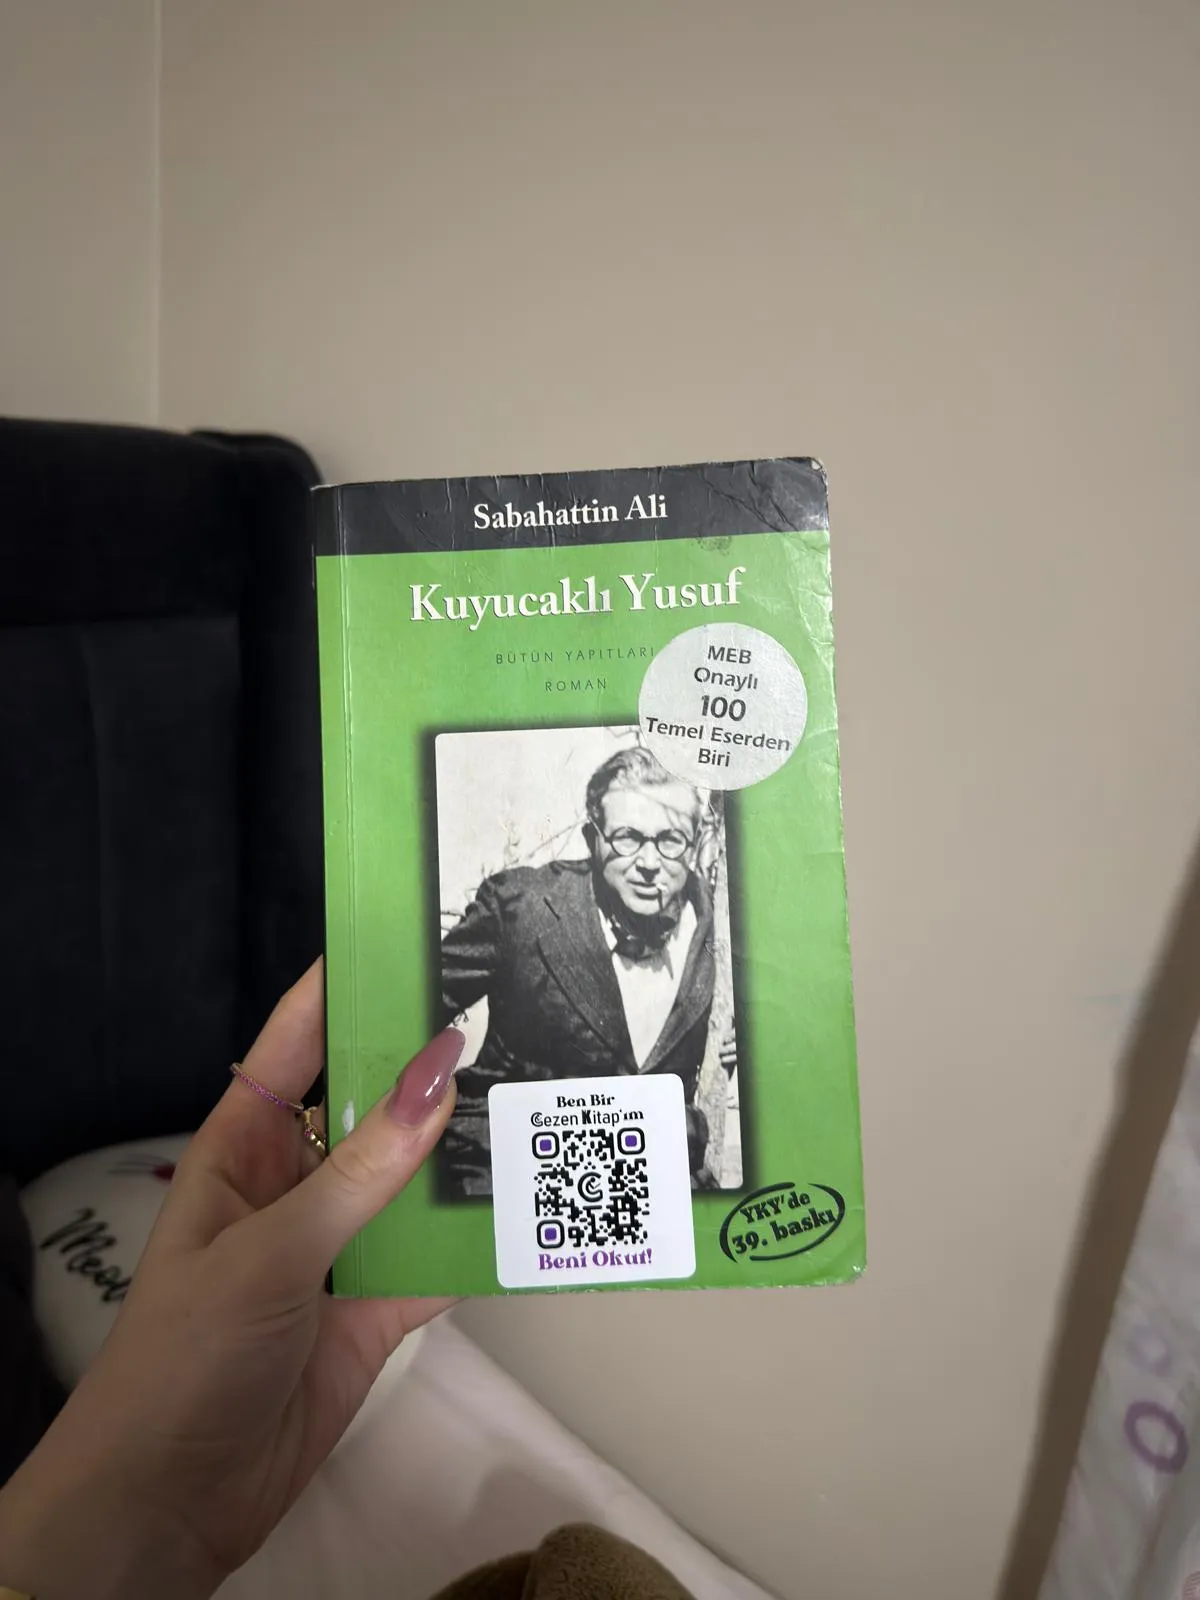 Sabahattin Ali
Kuyucaklı Yusuf
BÜTÜN YAPITLARI
ROMAN
MEB
Onaylı
100
Temel Eserden
Biri
Ben Bir
Gezen Kitap'ım
Beni Okut!
YKY'de
39. baskı
Meow